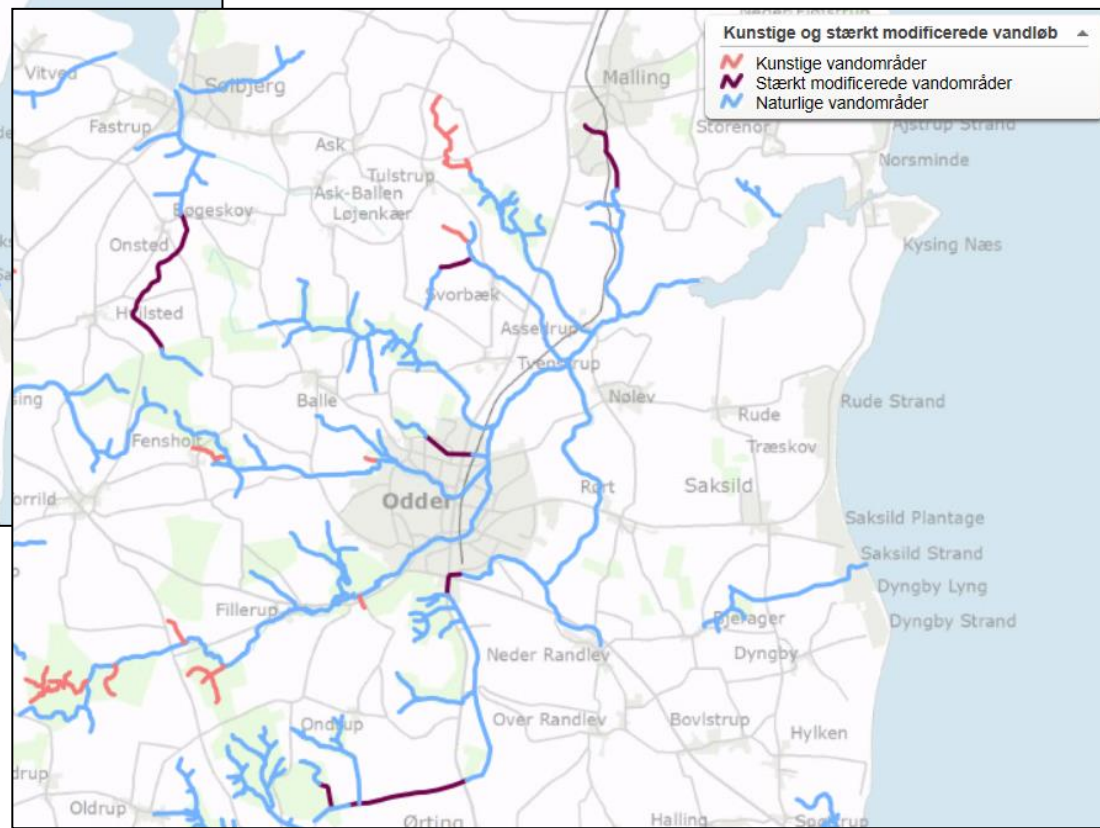 Kunstige og stærkt modificerede vandløb
Kunstige vandområder
Stærkt modificerede vandområder
Naturlige vandområder
Malling
Vitved
Solbjerg
Fastrup
Storenor
Ajstrup Strand
Ask
Norsminde
Tulstrup
Ask-Ballen
Løjenkær
Bøgeskov
Onsted
Kysing Næs
Svorbæk
Hvilsted
Assedrup
Tvenstrup
Balle
Nølev
Rude
Rude Strand
Fensholt
Træskov
Odder
Rørt
Saksild
Saksild Plantage
Saksild Strand
Dyngby Lyng
Fillerup
Bjerager
Dyngby Strand
Neder Randlev
Dyngby
Ondrup
Over Randlev
Bovlstrup
Hylken
Oldrup
Ørting
Halling